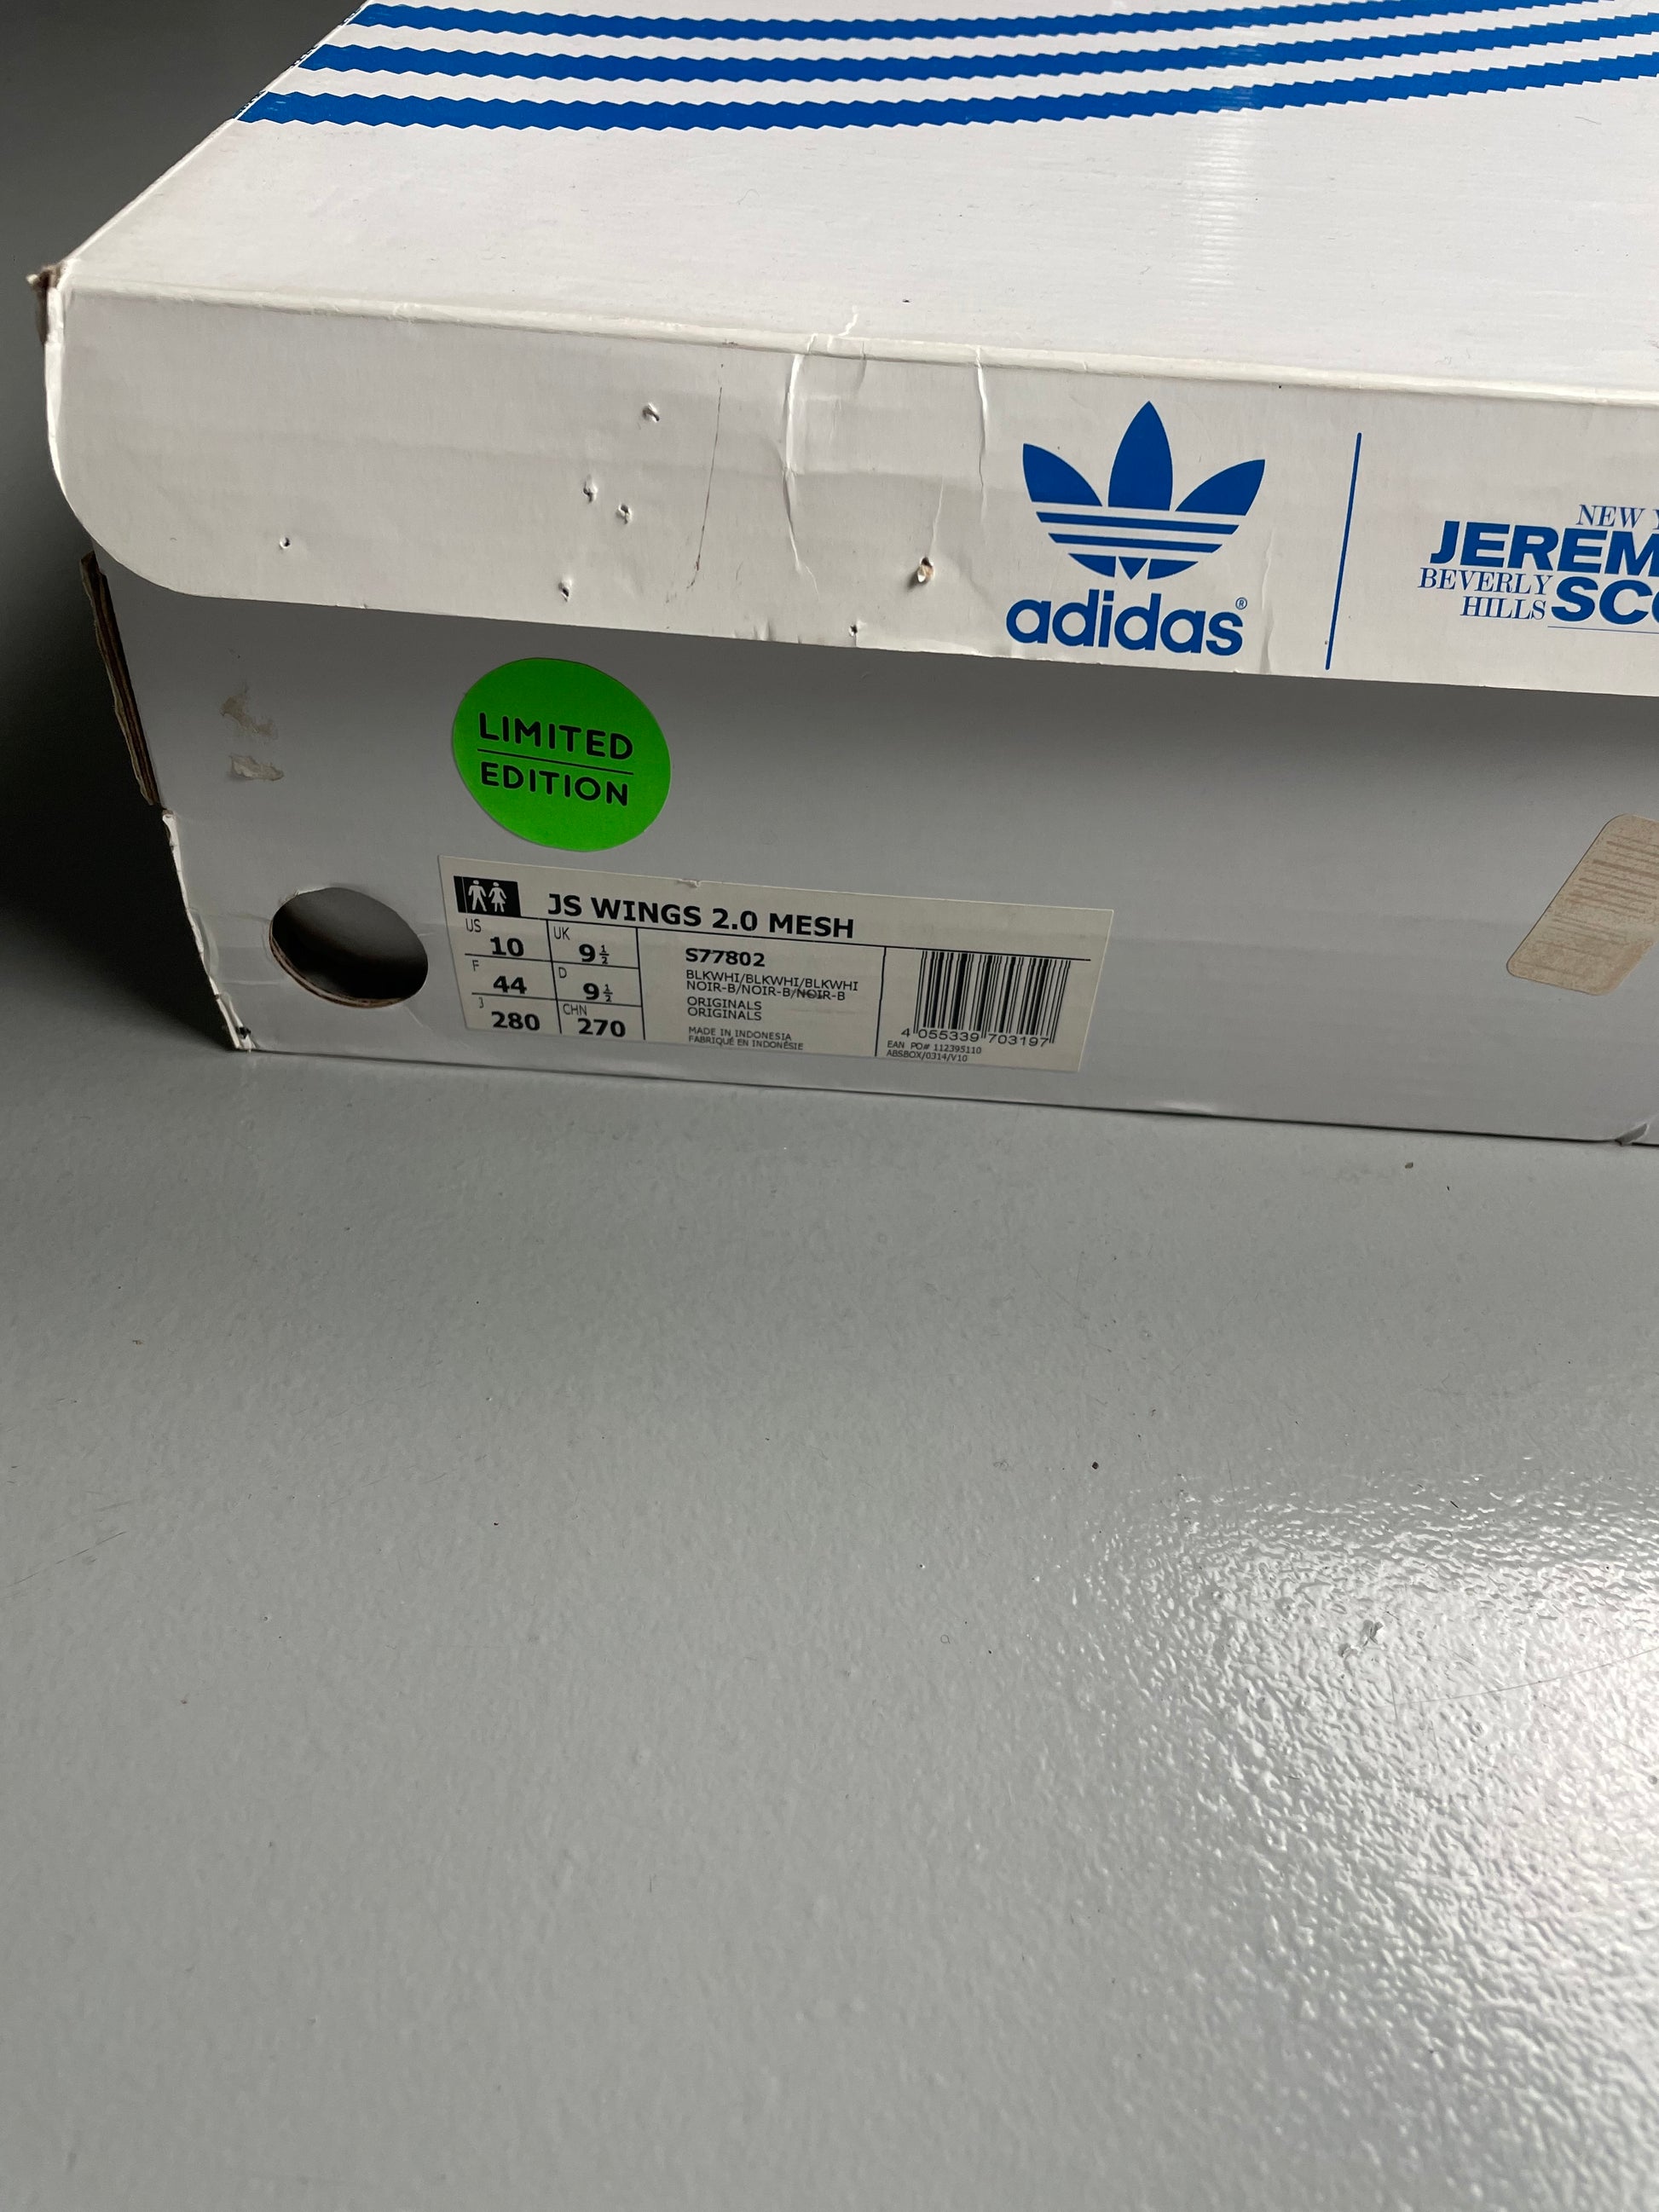 adidas®
NEW
JEREM
BEVERLY
HILLS
SCO
LIMITED
EDITION
JS WINGS 2.0 MESH
US 10 UK 9½
F 44 D 9½
J 280 CHN 270
S77802
BLKWHI/BLKWHI/BLKWHI
NOIR-B/NOIR-B/NOIR-B
ORIGINALS
ORIGINALS
MADE IN INDONESIA
FABRIQUÉ EN INDONÉSIE
4 055339 703197
EAN PO# 112395110
ABSBOX/0314/V10